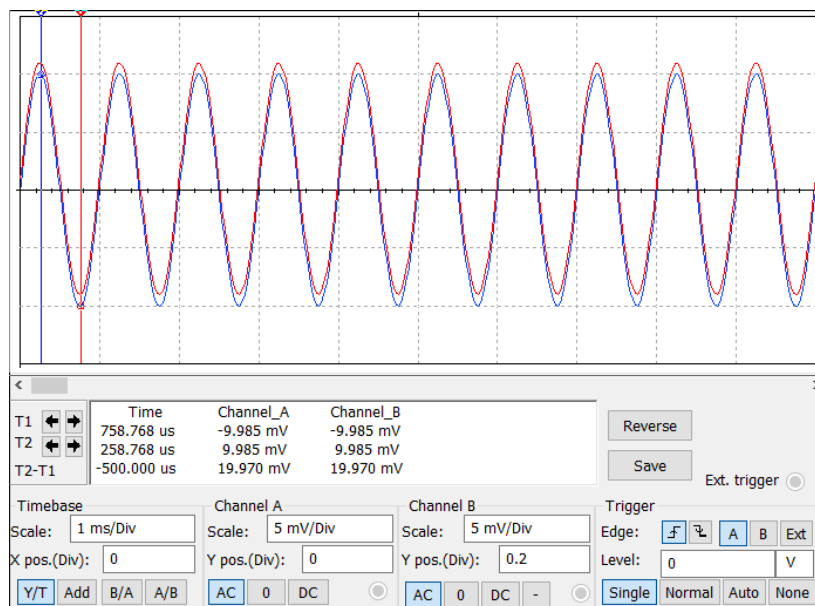 Time Channel_A Channel_B
T1 758.768 us -9.985 mV -9.985 mV
T2 258.768 us 9.985 mV 9.985 mV
T2-T1 -500.000 us 19.970 mV 19.970 mV
Reverse
Save
Ext. trigger
Timebase
Scale: 1 ms/Div
X pos.(Div): 0
Y/T Add B/A A/B
Channel A
Scale: 5 mV/Div
Y pos.(Div): 0
AC 0 DC
Channel B
Scale: 5 mV/Div
Y pos.(Div): 0.2
AC 0 DC -
Trigger
Edge: A B Ext
Level: 0 V
Single Normal Auto None